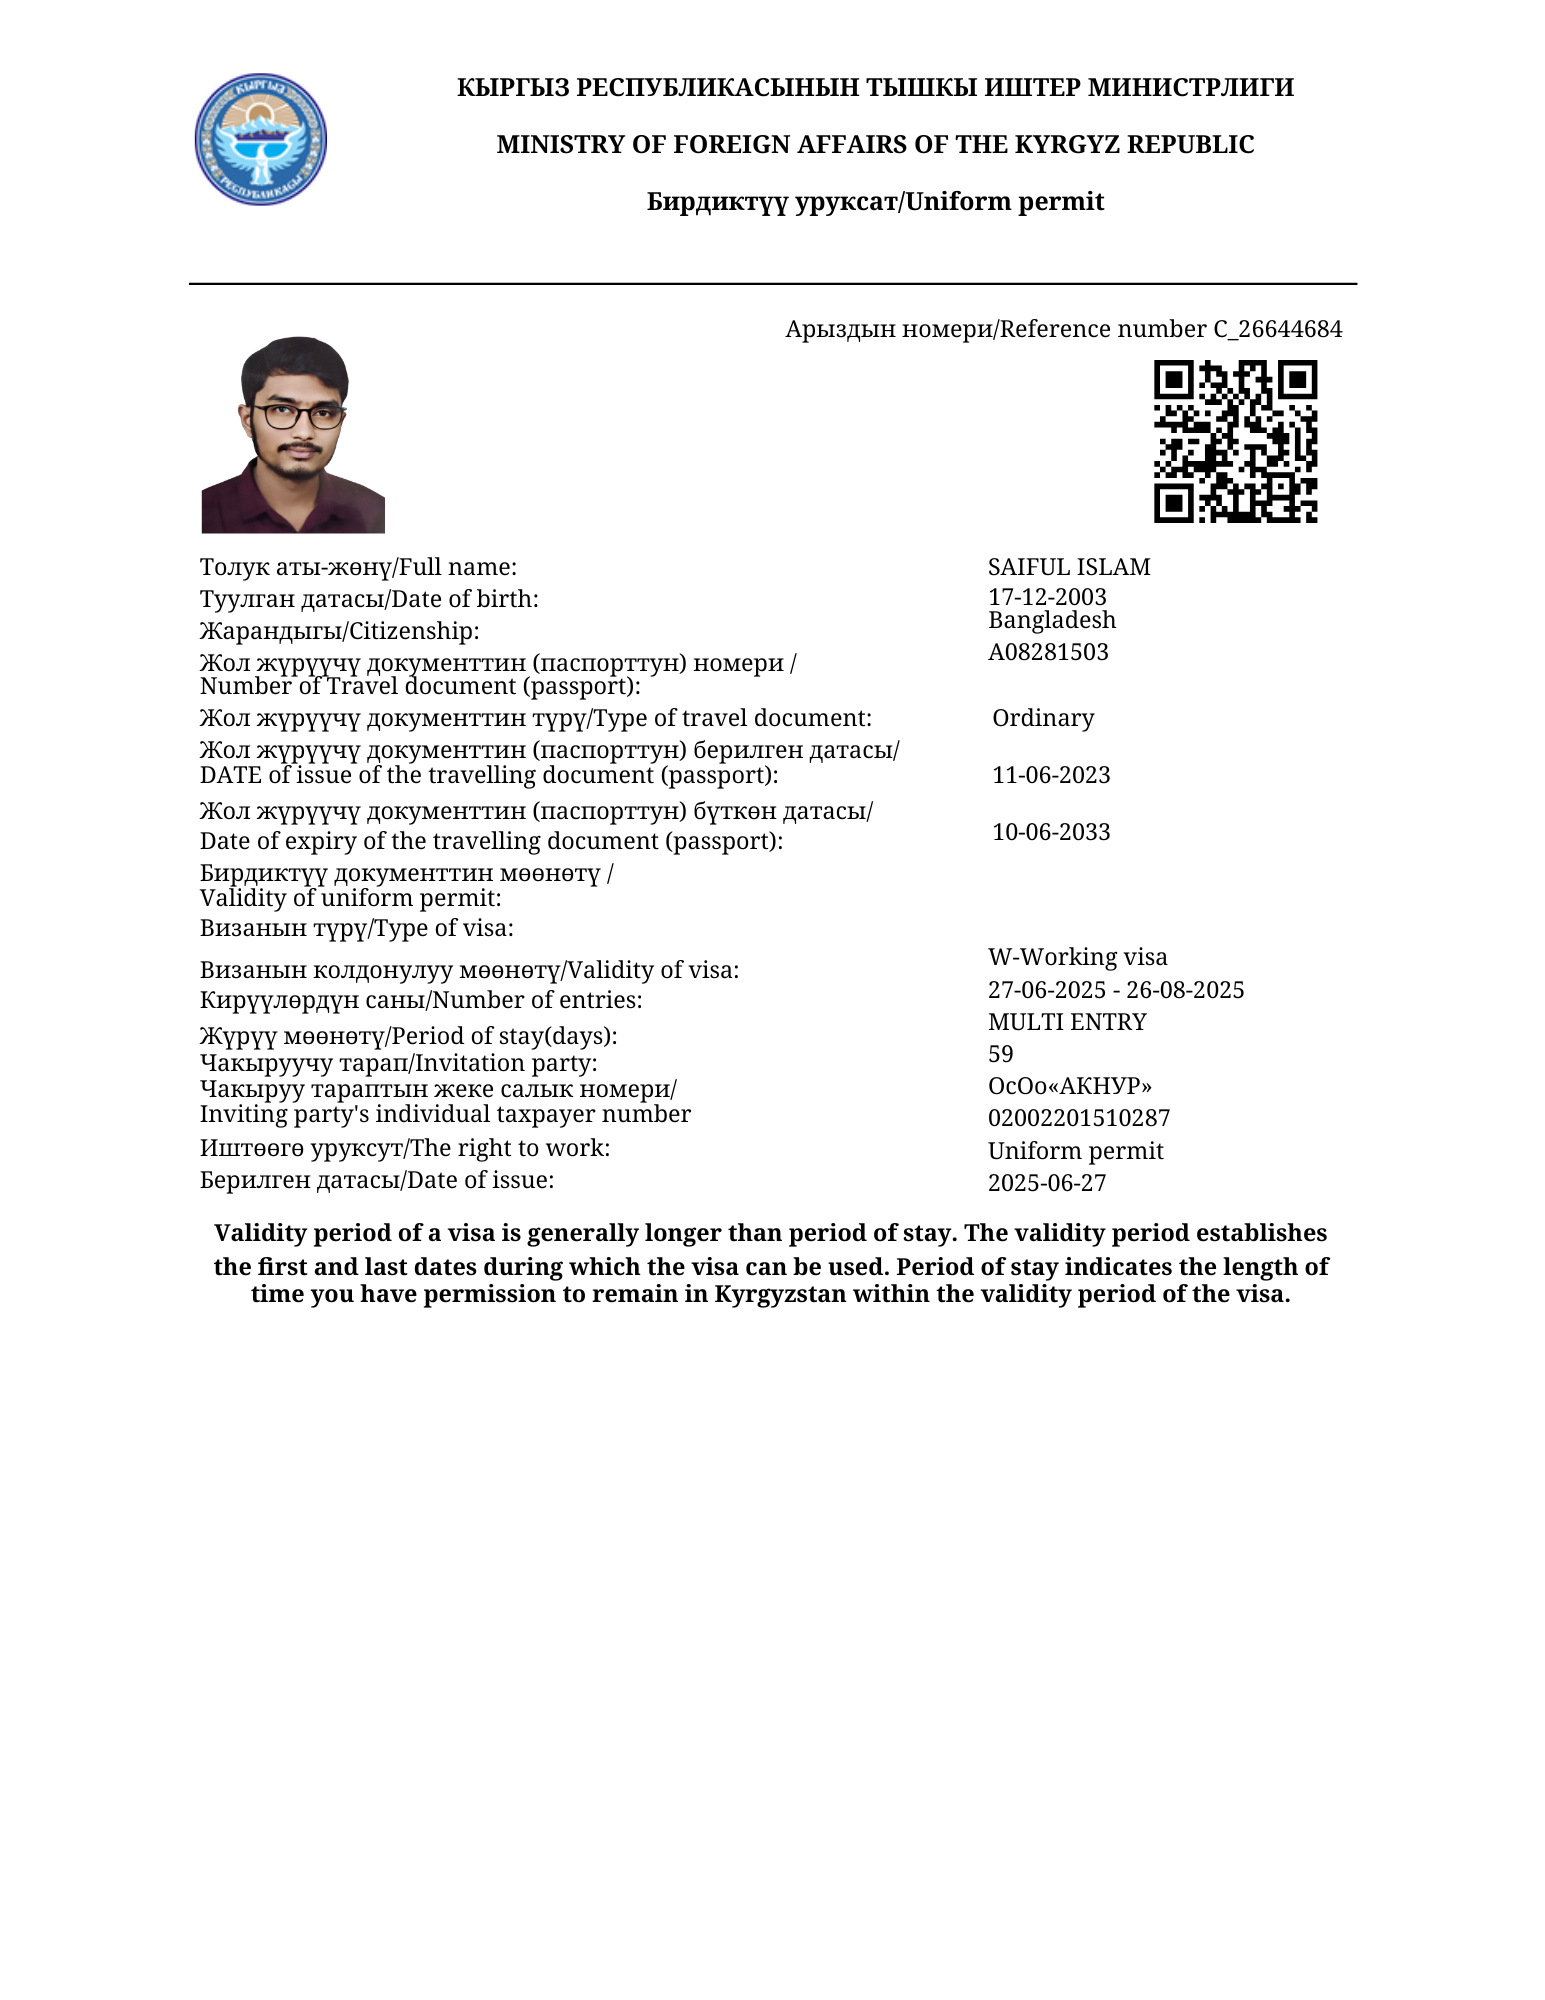 КЫРГЫЗ РЕСПУБЛИКАСЫНЫН ТЫШКЫ ИШТЕР МИНИСТРЛИГИ
MINISTRY OF FOREIGN AFFAIRS OF THE KYRGYZ REPUBLIC
Бирдиктүү уруксат/Uniform permit
КЫРГЫЗ
РЕСПУБЛИКАСЫ
Арыздын номери/Reference number C_26644684
Толук аты-жөнү/Full name: SAIFUL ISLAM
Туулган датасы/Date of birth: 17-12-2003
Жарандыгы/Citizenship: Bangladesh
Жол жүрүүчү документтин (паспорттун) номери / A08281503
Number of Travel document (passport):
Жол жүрүүчү документтин түрү/Type of travel document: Ordinary
Жол жүрүүчү документтин (паспорттун) берилген датасы/
DATE of issue of the travelling document (passport): 11-06-2023
Жол жүрүүчү документтин (паспорттун) бүткөн датасы/
Date of expiry of the travelling document (passport): 10-06-2033
Бирдиктүү документтин мөөнөтү /
Validity of uniform permit:
Визанын түрү/Type of visa: W-Working visa
Визанын колдонулуу мөөнөтү/Validity of visa: 27-06-2025 - 26-08-2025
Кирүүлөрдүн саны/Number of entries: MULTI ENTRY
Жүрүү мөөнөтү/Period of stay(days): 59
Чакыруучу тарап/Invitation party: ОсОо«АКНУР»
Чакыруу тараптын жеке салык номери/
Inviting party's individual taxpayer number 02002201510287
Иштөөгө уруксут/The right to work: Uniform permit
Берилген датасы/Date of issue: 2025-06-27
Validity period of a visa is generally longer than period of stay. The validity period establishes
the first and last dates during which the visa can be used. Period of stay indicates the length of
time you have permission to remain in Kyrgyzstan within the validity period of the visa.